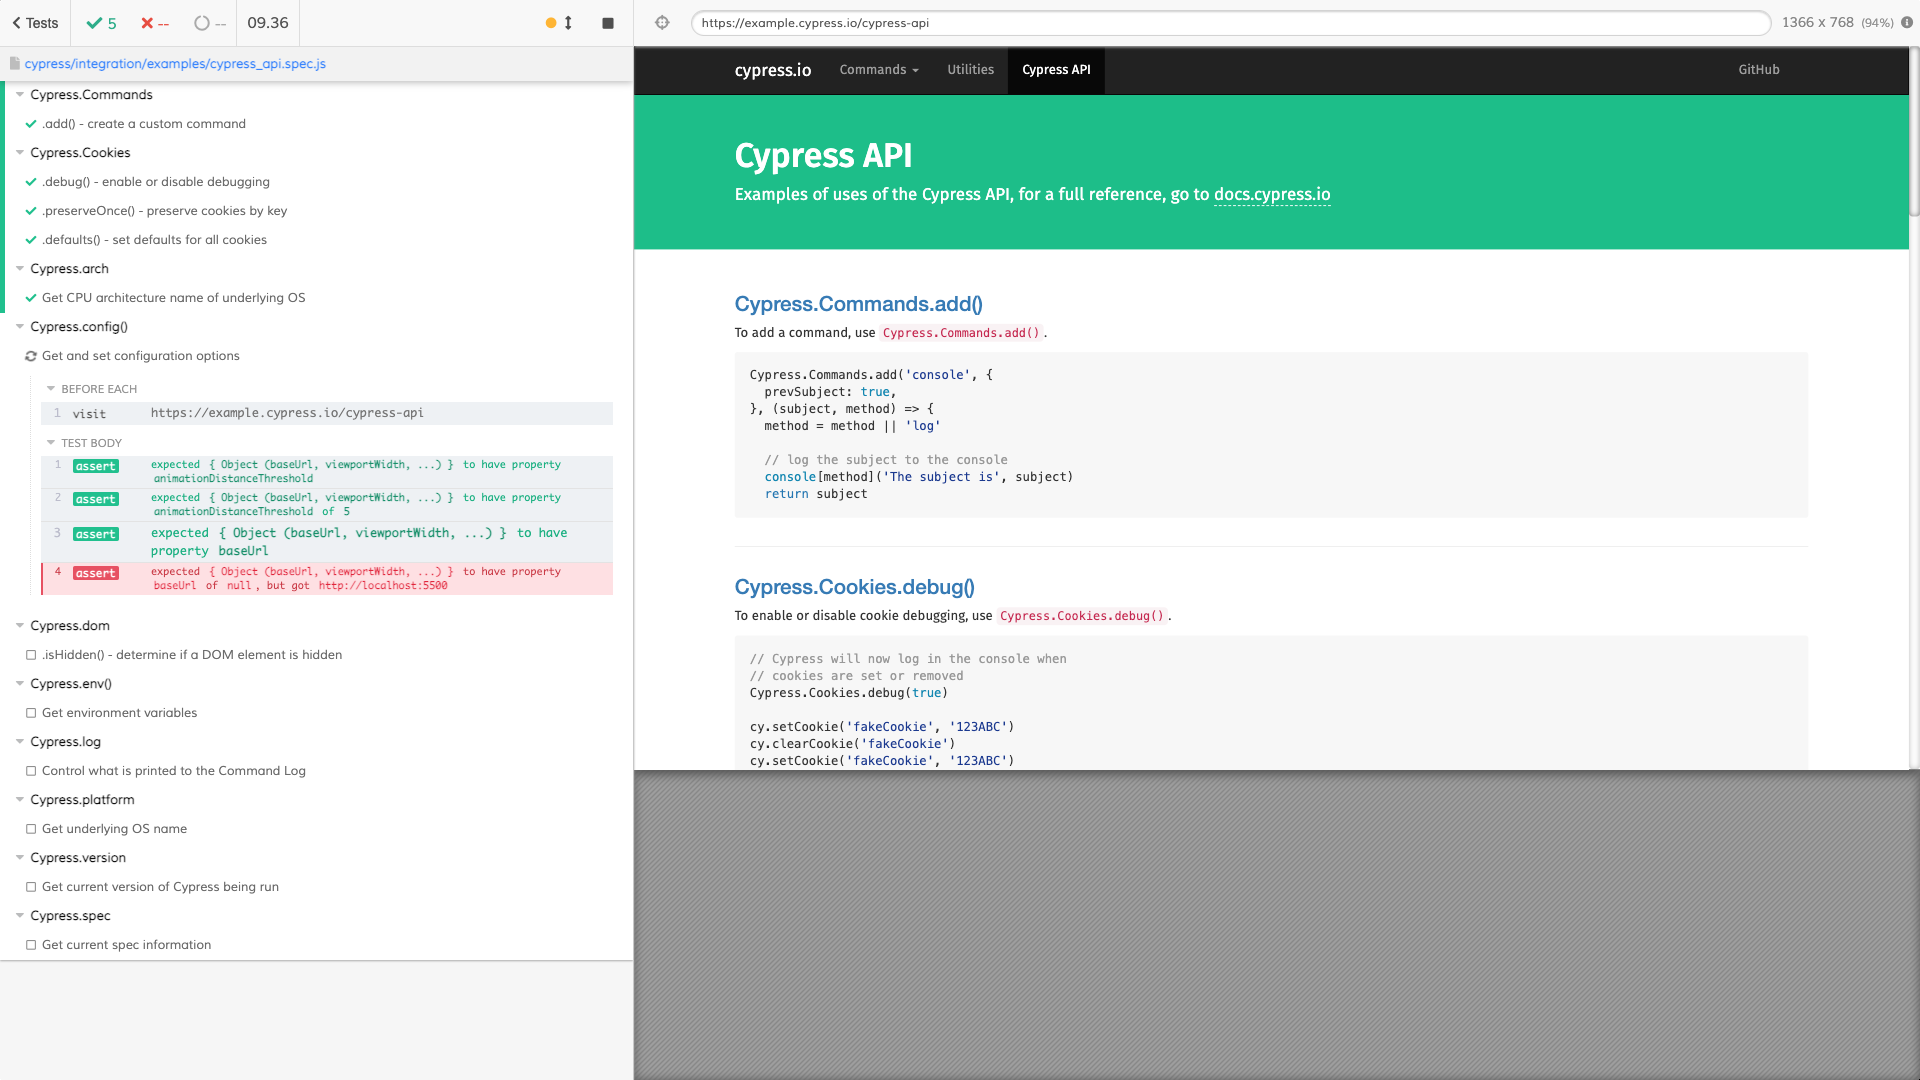 Tests
5
--
--
09.36
cypress/integration/examples/cypress_api.spec.js
Cypress.Commands
.add() - create a custom command
Cypress.Cookies
.debug() - enable or disable debugging
.preserveOnce() - preserve cookies by key
.defaults() - set defaults for all cookies
Cypress.arch
Get CPU architecture name of underlying OS
Cypress.config()
Get and set configuration options
BEFORE EACH
1 visit https://example.cypress.io/cypress-api
TEST BODY
1 assert expected { Object (baseUrl, viewportWidth, ...) } to have property
animationDistanceThreshold
2 assert expected { Object (baseUrl, viewportWidth, ...) } to have property
animationDistanceThreshold of 5
3 assert expected { Object (baseUrl, viewportWidth, ...) } to have
property baseUrl
4 assert expected { Object (baseUrl, viewportWidth, ...) } to have property
baseUrl of null, but got http://localhost:5500
Cypress.dom
.isHidden() - determine if a DOM element is hidden
Cypress.env()
Get environment variables
Cypress.log
Control what is printed to the Command Log
Cypress.platform
Get underlying OS name
Cypress.version
Get current version of Cypress being run
Cypress.spec
Get current spec information
https://example.cypress.io/cypress-api
1366 x 768 (94%)
cypress.io
Commands
Utilities
Cypress API
GitHub
Cypress API
Examples of uses of the Cypress API, for a full reference, go to docs.cypress.io
Cypress.Commands.add()
To add a command, use Cypress.Commands.add().
Cypress.Commands.add('console', {
prevSubject: true,
}, (subject, method) => {
method = method || 'log'
// log the subject to the console
console[method]('The subject is', subject)
return subject
Cypress.Cookies.debug()
To enable or disable cookie debugging, use Cypress.Cookies.debug().
// Cypress will now log in the console when
// cookies are set or removed
Cypress.Cookies.debug(true)
cy.setCookie('fakeCookie', '123ABC')
cy.clearCookie('fakeCookie')
cy.setCookie('fakeCookie', '123ABC')